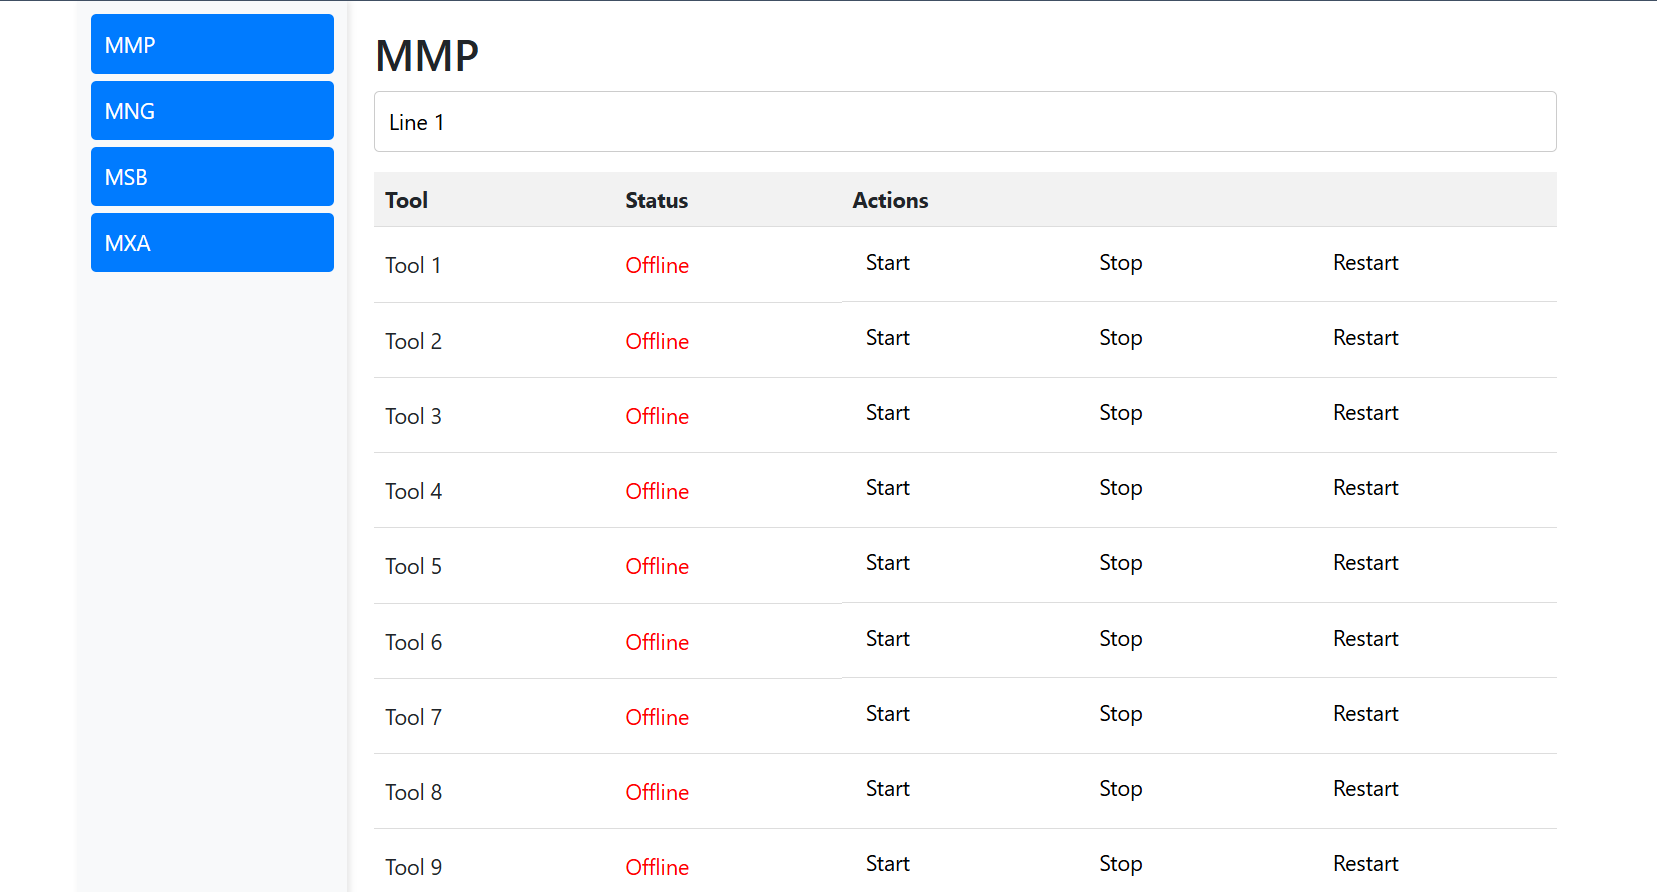 MMP
MNG
MSB
MXA
MMP
Line 1
Tool Status Actions
Tool 1 Offline Start Stop Restart
Tool 2 Offline Start Stop Restart
Tool 3 Offline Start Stop Restart
Tool 4 Offline Start Stop Restart
Tool 5 Offline Start Stop Restart
Tool 6 Offline Start Stop Restart
Tool 7 Offline Start Stop Restart
Tool 8 Offline Start Stop Restart
Tool 9 Offline Start Stop Restart